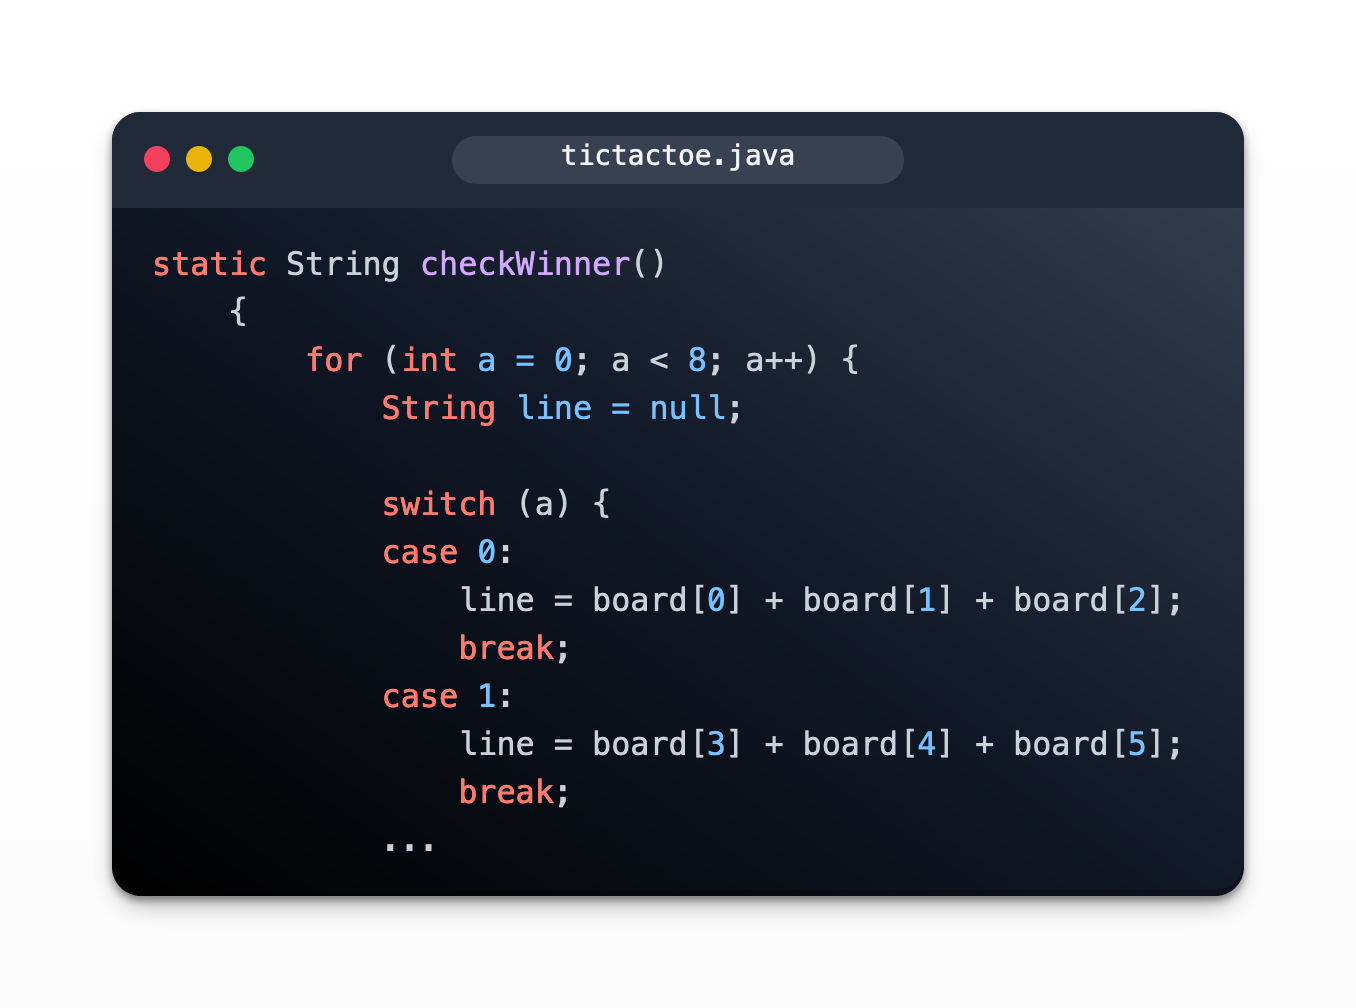 tictactoe.java
static String checkWinner()
    {
        for (int a = 0; a < 8; a++) {
            String line = null;

            switch (a) {
            case 0:
                line = board[0] + board[1] + board[2];
                break;
            case 1:
                line = board[3] + board[4] + board[5];
                break;
            ...